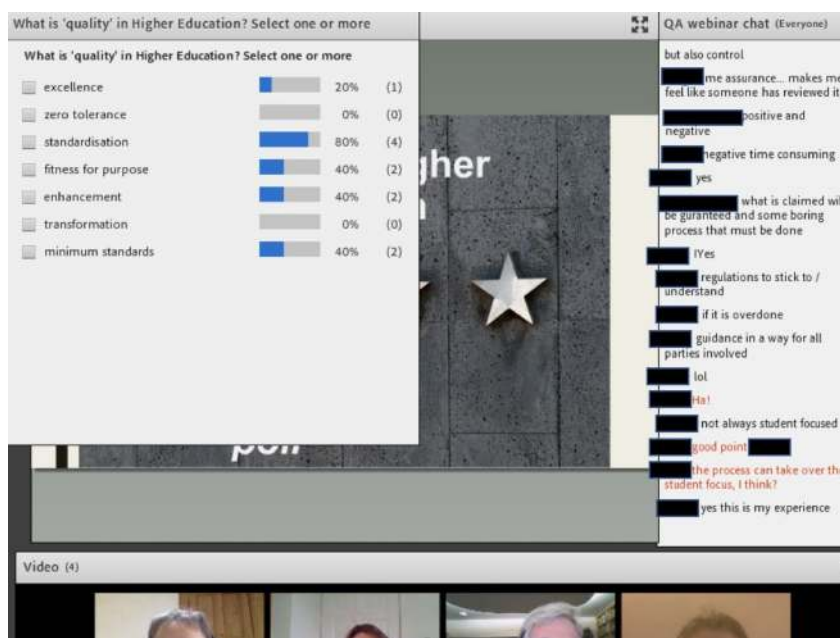 What is 'quality' in Higher Education? Select one or more
What is 'quality' in Higher Education? Select one or more
excellence 20% (1)
zero tolerance 0% (0)
standardisation 80% (4)
fitness for purpose 40% (2)
enhancement 40% (2)
transformation 0% (0)
minimum standards 40% (2)
gher
poll
QA webinar chat (Everyone)
but also control
me assurance... makes me
feel like someone has reviewed it
positive and
negative
negative time consuming
yes
what is claimed wil
be guranteed and some boring
process that must be done
IYes
regulations to stick to /
understand
if it is overdone
guidance in a way for all
parties involved
lol
Ha!
not always student focused
good point
the process can take over the
student focus, I think?
yes this is my experience
Video (4)